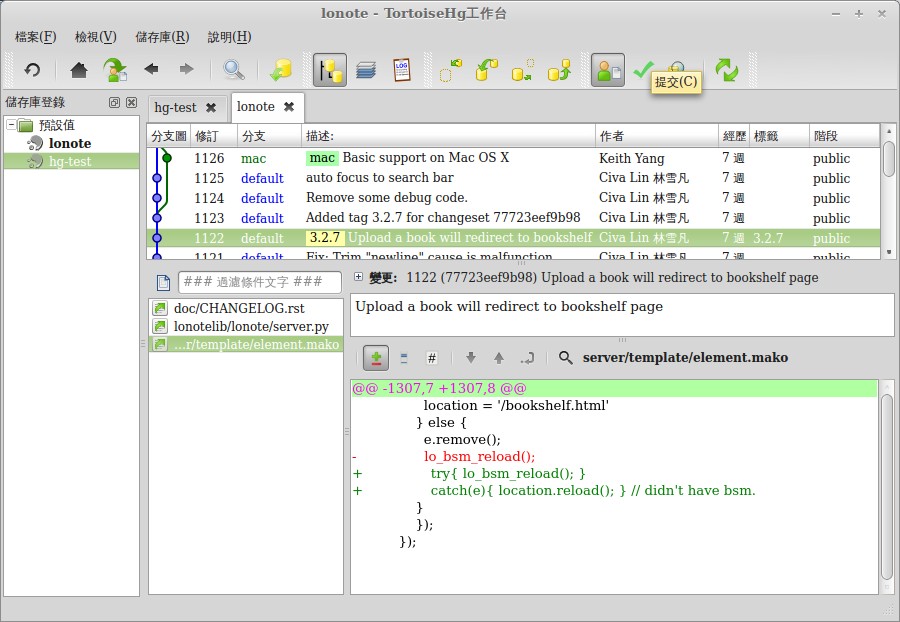 lonote - TortoiseHg工作台
檔案(F) 檢視(V) 儲存庫(R) 說明(H)
LOG
提交(C)
儲存庫登錄
預設值
lonote
hg-test
hg-test lonote
分支圖 修訂 分支 描述: 作者 經歷 標籤 階段
1126 mac mac Basic support on Mac OS X Keith Yang 7 週 public
1125 default auto focus to search bar Civa Lin 林雪凡 7 週 public
1124 default Remove some debug code. Civa Lin 林雪凡 7 週 public
1123 default Added tag 3.2.7 for changeset 77723eef9b98 Civa Lin 林雪凡 7 週 public
1122 default 3.2.7 Upload a book will redirect to bookshelf Civa Lin 林雪凡 7 週 3.2.7 public
1121 default Fix: Trim "newline" cause is malfunction Civa Lin 林雪凡 7 週 public
### 過濾條件文字 ###
doc/CHANGELOG.rst
lonotelib/lonote/server.py
...r/template/element.mako
變更: 1122 (77723eef9b98) Upload a book will redirect to bookshelf page
Upload a book will redirect to bookshelf page
# server/template/element.mako
@@ -1307,7 +1307,8 @@
location = '/bookshelf.html'
} else {
e.remove();
- lo_bsm_reload();
+ try{ lo_bsm_reload(); }
+ catch(e){ location.reload(); } // didn't have bsm.
}
});
});